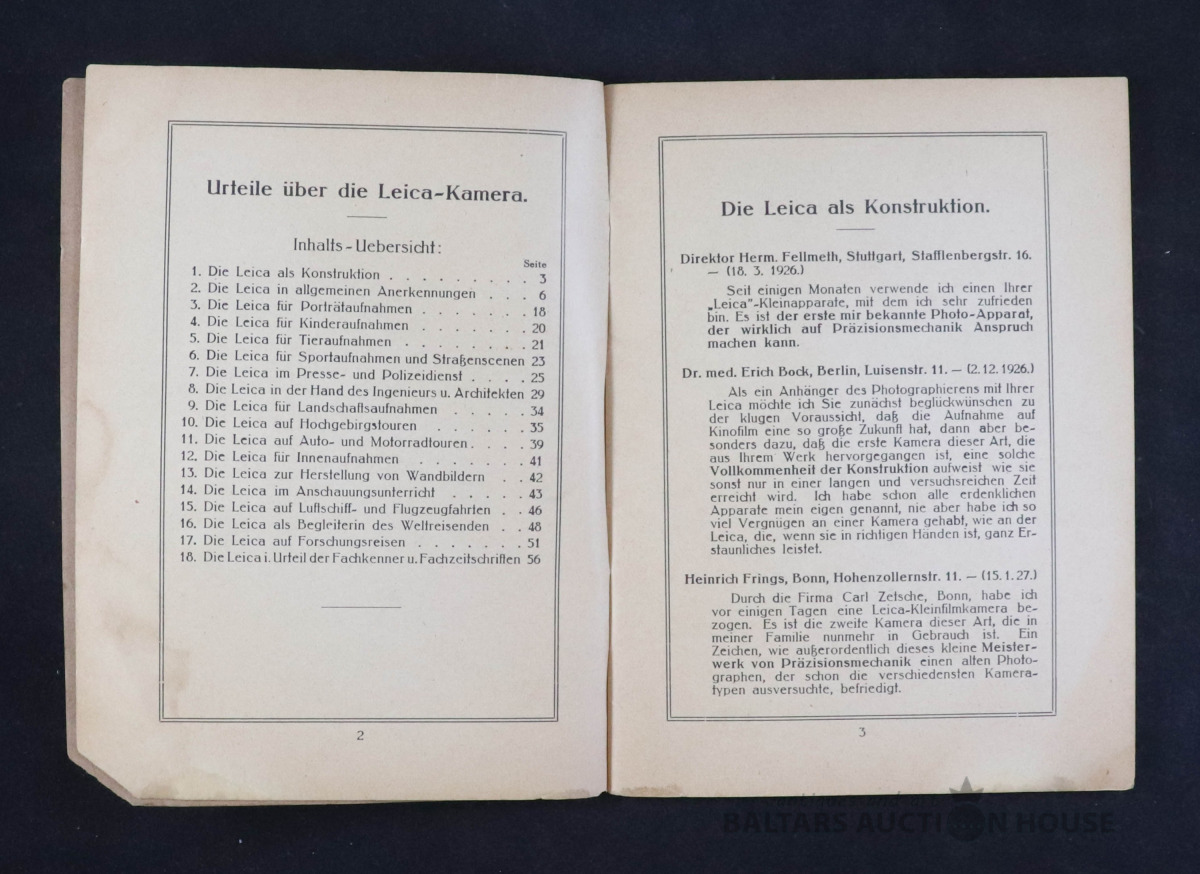 Urteile über die Leica-Kamera.
Inhalts-Uebersicht:
Seite
1. Die Leica als Konstruktion . . . . . . . . . 3
2. Die Leica in allgemeinen Anerkennungen . . . 6
3. Die Leica für Porträtaufnahmen . . . . . . . 18
4. Die Leica für Kinderaufnahmen . . . . . . . 20
5. Die Leica für Tieraufnahmen . . . . . . . . 21
6. Die Leica für Sportaufnahmen und Straßenscenen 23
7. Die Leica im Presse- und Polizeidienst . . . . 25
8. Die Leica in der Hand des Ingenieurs u. Architekten 29
9. Die Leica für Landschaftsaufnahmen . . . . . 34
10. Die Leica auf Hochgebirgstouren . . . . . . 35
11. Die Leica auf Auto- und Motorradtouren . . . . 39
12. Die Leica für Innenaufnahmen . . . . . . . 41
13. Die Leica zur Herstellung von Wandbildern . . 42
14. Die Leica im Anschauungsunterricht . . . . . 43
15. Die Leica auf Luftschiff- und Flugzeugfahrten . . 46
16. Die Leica als Begleiterin des Weltreisenden . . 48
17. Die Leica auf Forschungsreisen . . . . . . . 51
18. Die Leica i. Urteil der Fachkenner u. Fachzeitschriften 56
2
Die Leica als Konstruktion.
Direktor Herm. Fellmeth, Stuttgart, Stafflenbergstr. 16.
— (18. 3. 1926.)
Seit einigen Monaten verwende ich einen Ihrer
„Leica"-Kleinapparate, mit dem ich sehr zufrieden
bin. Es ist der erste mir bekannte Photo-Apparat,
der wirklich auf Präzisionsmechanik Anspruch
machen kann.
Dr. med. Erich Bock, Berlin, Luisenstr. 11. — (2. 12. 1926.)
Als ein Anhänger des Photographierens mit Ihrer
Leica möchte ich Sie zunächst beglückwünschen zu
der klugen Voraussicht, daß die Aufnahme auf
Kinofilm eine so große Zukunft hat, dann aber be-
sonders dazu, daß die erste Kamera dieser Art, die
aus Ihrem Werk hervorgegangen ist, eine solche
Vollkommenheit der Konstruktion aufweist wie sie
sonst nur in einer langen und versuchsreichen Zeit
erreicht wird. Ich habe schon alle erdenklichen
Apparate mein eigen genannt, nie aber habe ich so
viel Vergnügen an einer Kamera gehabt, wie an der
Leica, die, wenn sie in richtigen Händen ist, ganz Er-
staunliches leistet.
Heinrich Frings, Bonn, Hohenzollernstr. 11. — (15. 1. 27.)
Durch die Firma Carl Zetsche, Bonn, habe ich
vor einigen Tagen eine Leica-Kleinfilmkamera be-
zogen. Es ist die zweite Kamera dieser Art, die in
meiner Familie nunmehr in Gebrauch ist. Ein
Zeichen, wie außerordentlich dieses kleine Meister-
werk von Präzisionsmechanik einen alten Photo-
graphen, der schon die verschiedensten Kamera-
typen ausversuchte, befriedigt.
3
BALTARS AUCTION HOUSE